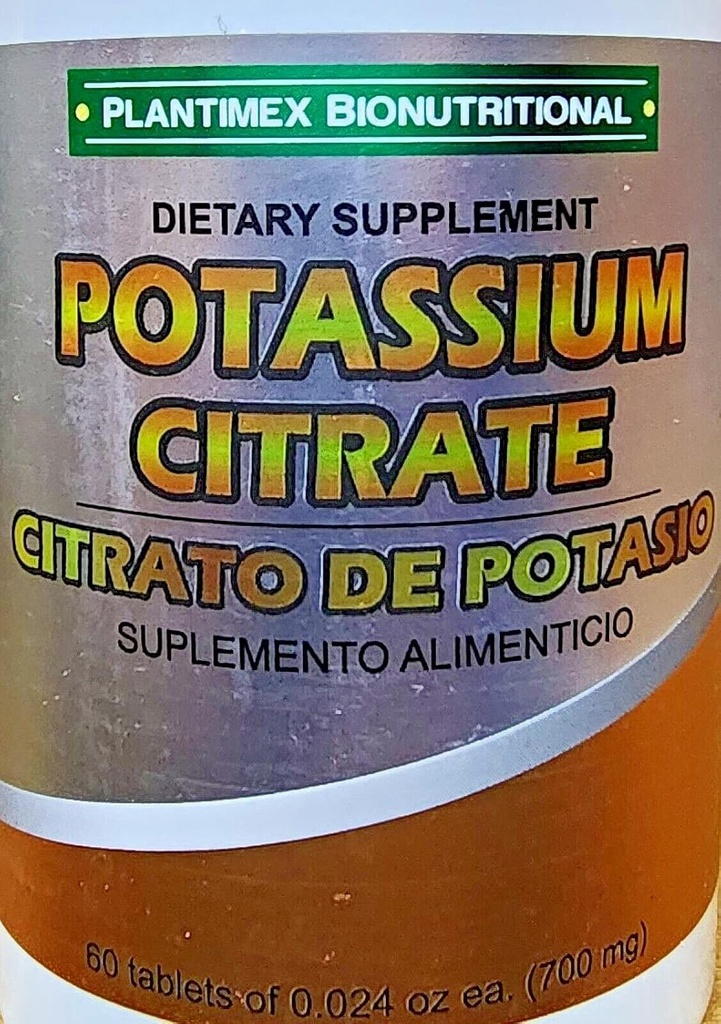 PLANTIMEX BIONUTRITIONAL
DIETARY SUPPLEMENT
POTASSIUM
CITRATE
CITRATO DE POTASIO
SUPLEMENTO ALIMENTICIO
60 tablets of 0.024 oz ea. (700 mg)